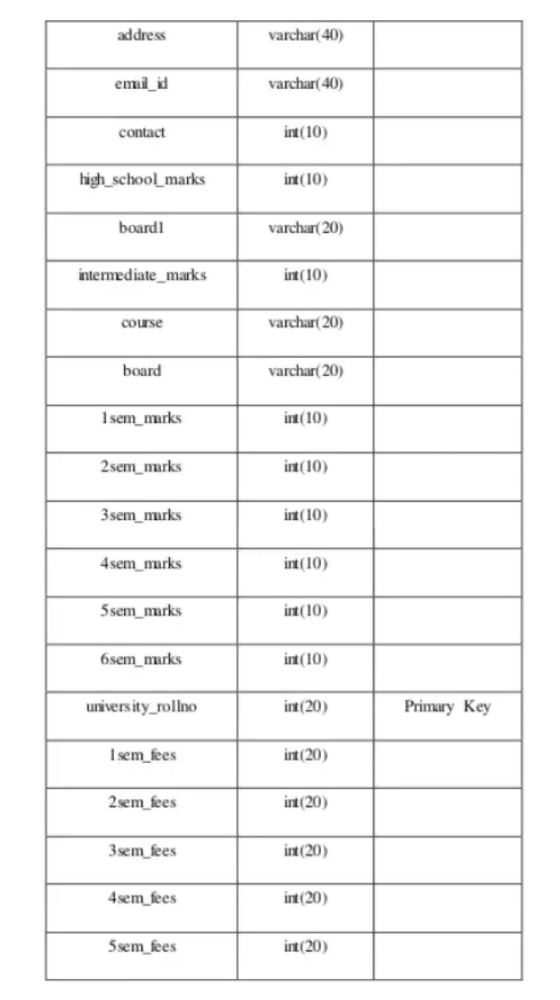 address varchar(40)
email_id varchar(40)
contact int(10)
high_school_marks int(10)
board1 varchar(20)
intermediate_marks int(10)
course varchar(20)
board varchar(20)
1sem_marks int(10)
2sem_marks int(10)
3sem_marks int(10)
4sem_marks int(10)
5sem_marks int(10)
6sem_marks int(10)
university_rollno int(20) Primary Key
1sem_fees int(20)
2sem_fees int(20)
3sem_fees int(20)
4sem_fees int(20)
5sem_fees int(20)